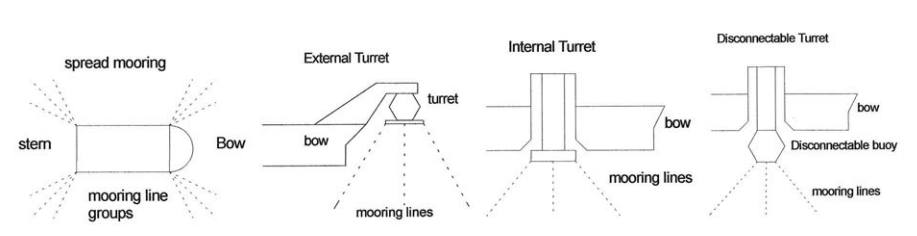 spread mooring
stern
Bow
mooring line
groups
External Turret
turret
bow
mooring lines
Internal Turret
bow
mooring lines
Disconnectable Turret
bow
Disconnectable buoy
mooring lines